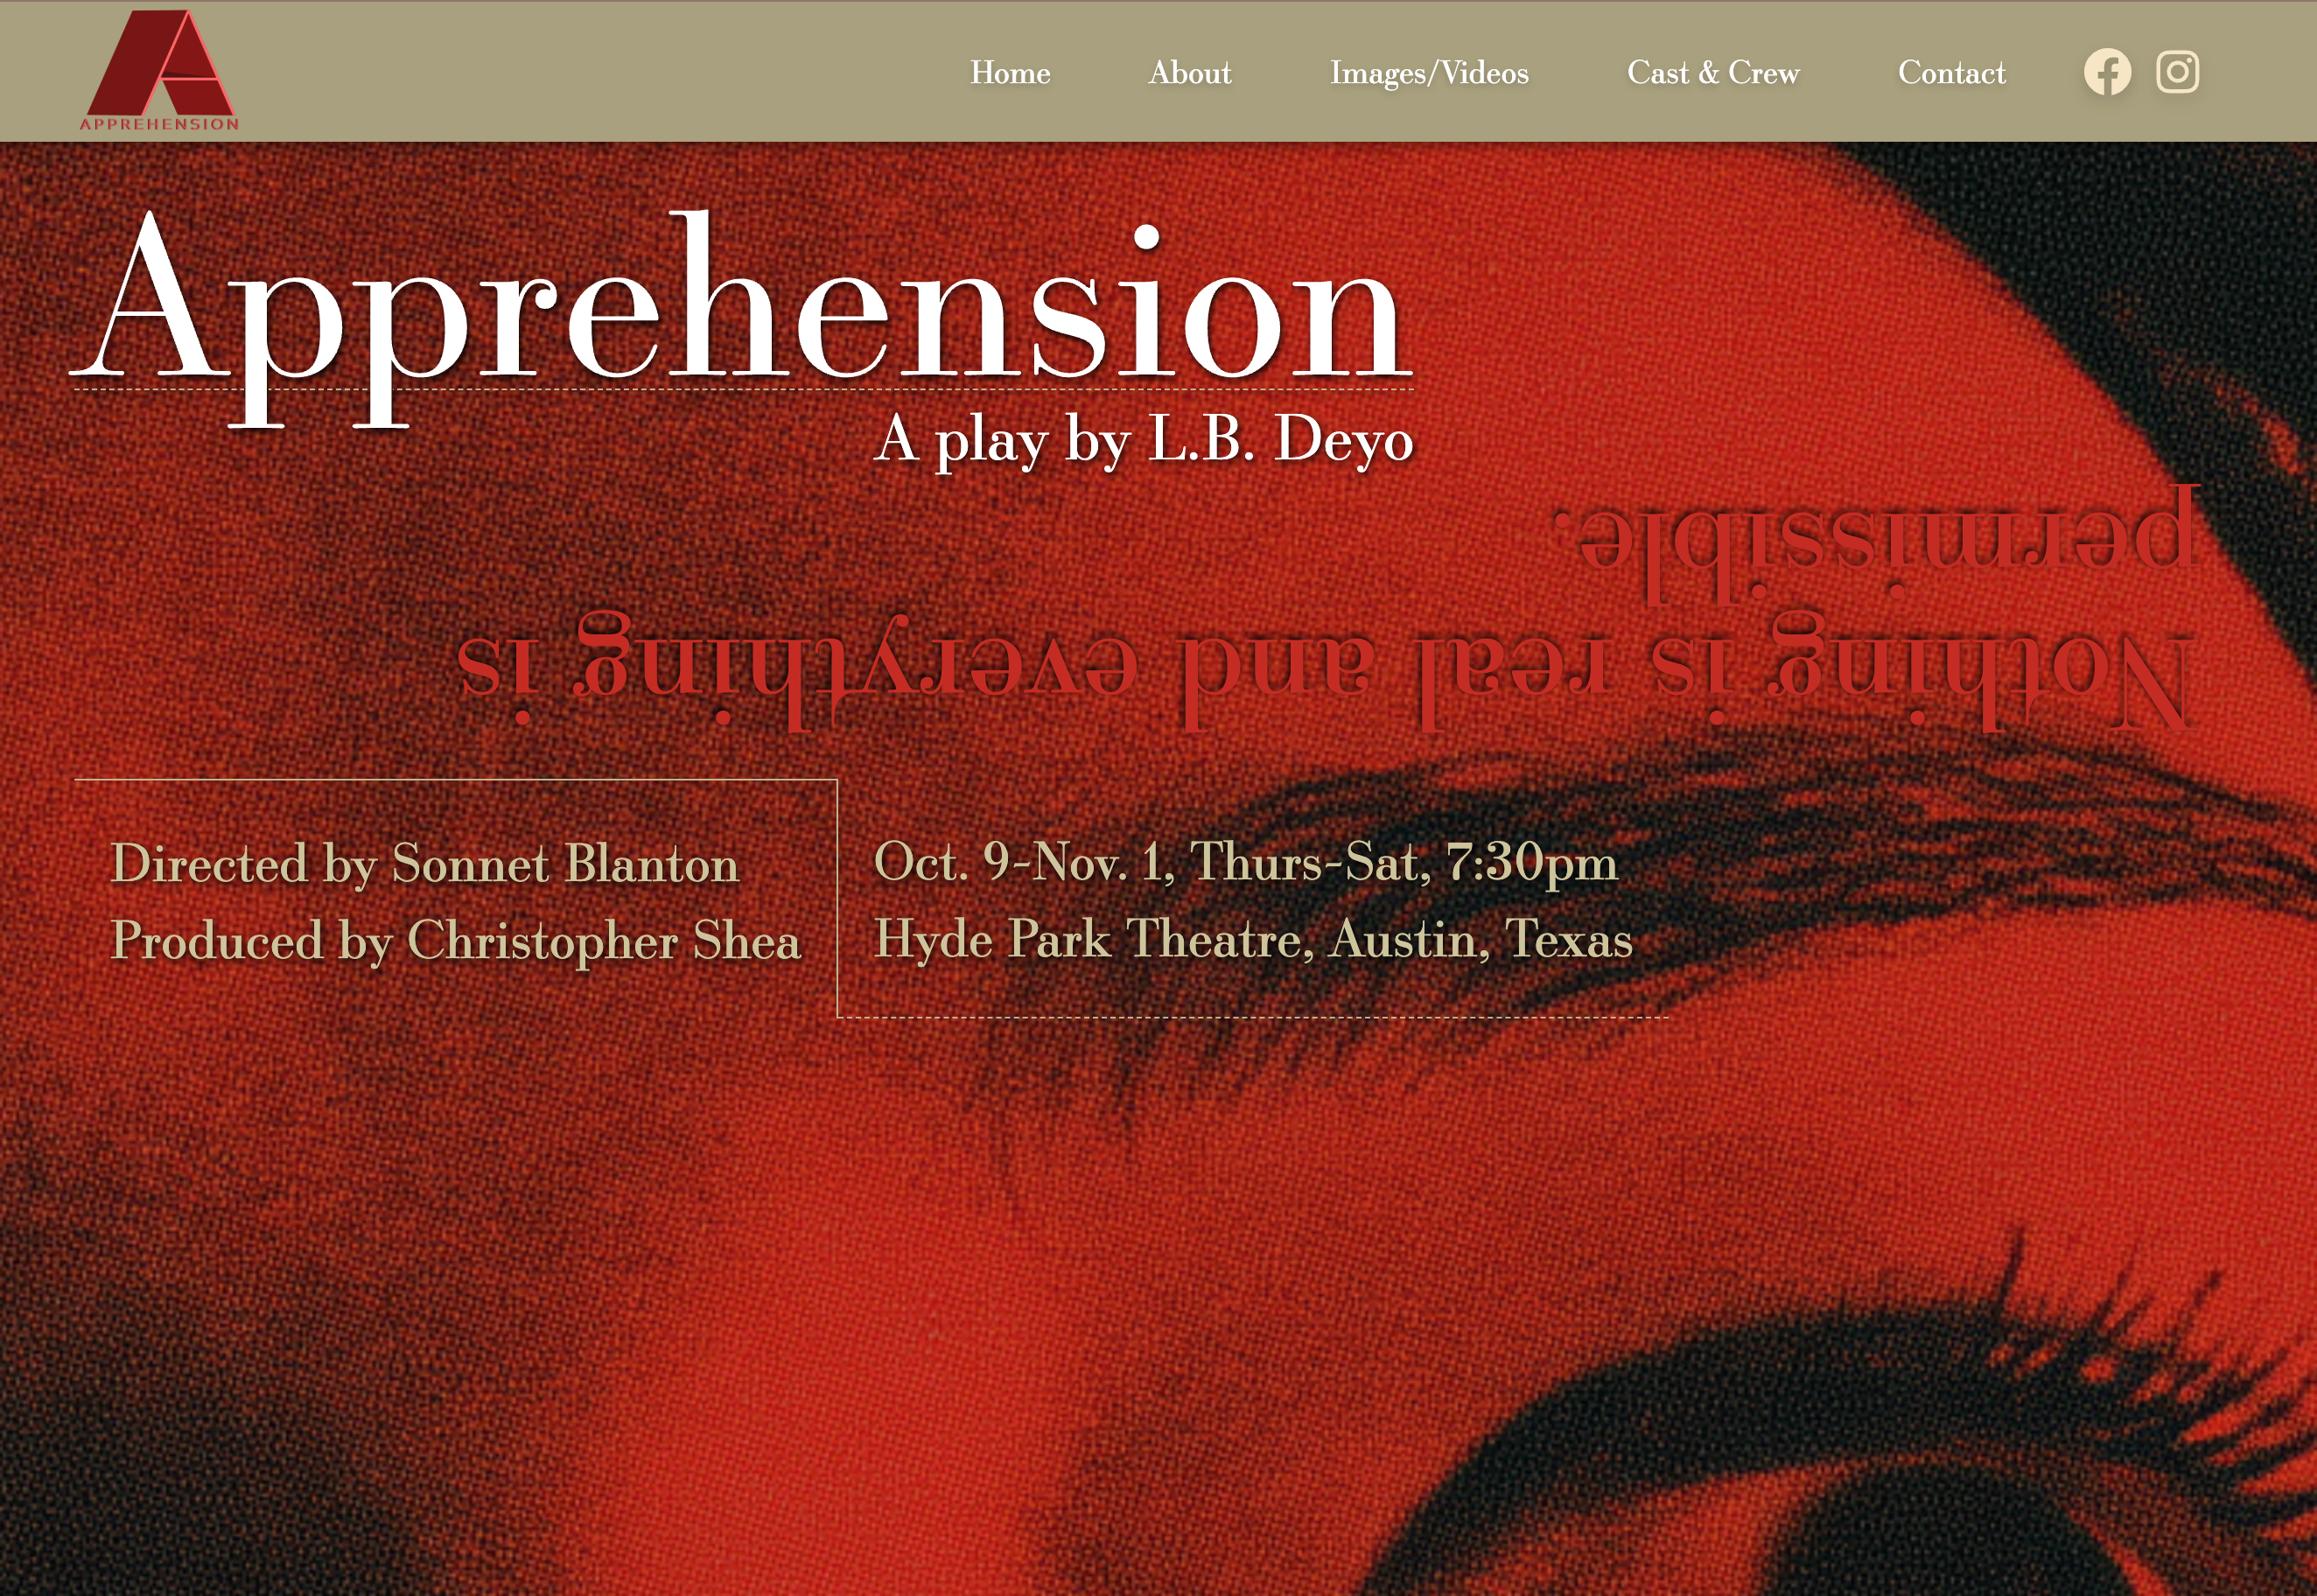 APPREHENSION
Home About Images/Videos Cast & Crew Contact
Apprehension
A play by L.B. Deyo
Nothing is real and everything is
permissible.
Directed by Sonnet Blanton
Produced by Christopher Shea
Oct. 9-Nov. 1, Thurs-Sat, 7:30pm
Hyde Park Theatre, Austin, Texas